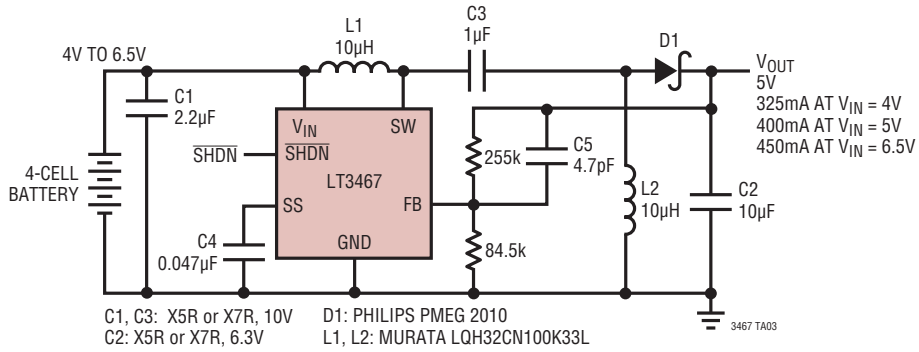 4V TO 6.5V
L1
10µH
C3
1µF
D1
VOUT
5V
325mA AT VIN = 4V
400mA AT VIN = 5V
450mA AT VIN = 6.5V
C1
2.2µF
VIN
SW
SHDN
SHDN
LT3467
255k
C5
4.7pF
4-CELL
BATTERY
SS
FB
L2
10µH
C2
10µF
C4
0.047µF
GND
84.5k
C1, C3: X5R or X7R, 10V
C2: X5R or X7R, 6.3V
D1: PHILIPS PMEG 2010
L1, L2: MURATA LQH32CN100K33L
3467 TA03